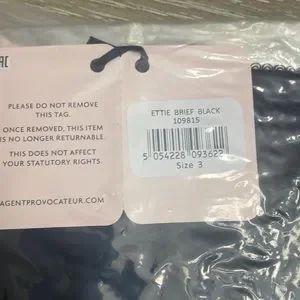 PLEASE DO NOT REMOVE
THIS TAG.
ONCE REMOVED, THIS ITEM
IS NO LONGER RETURNABLE.
THIS DOES NOT AFFECT
YOUR STATUTORY RIGHTS.
AGENTPROVOCATEUR.COM
ETTIE BRIEF BLACK
109815
5 054228 093622
Size 3